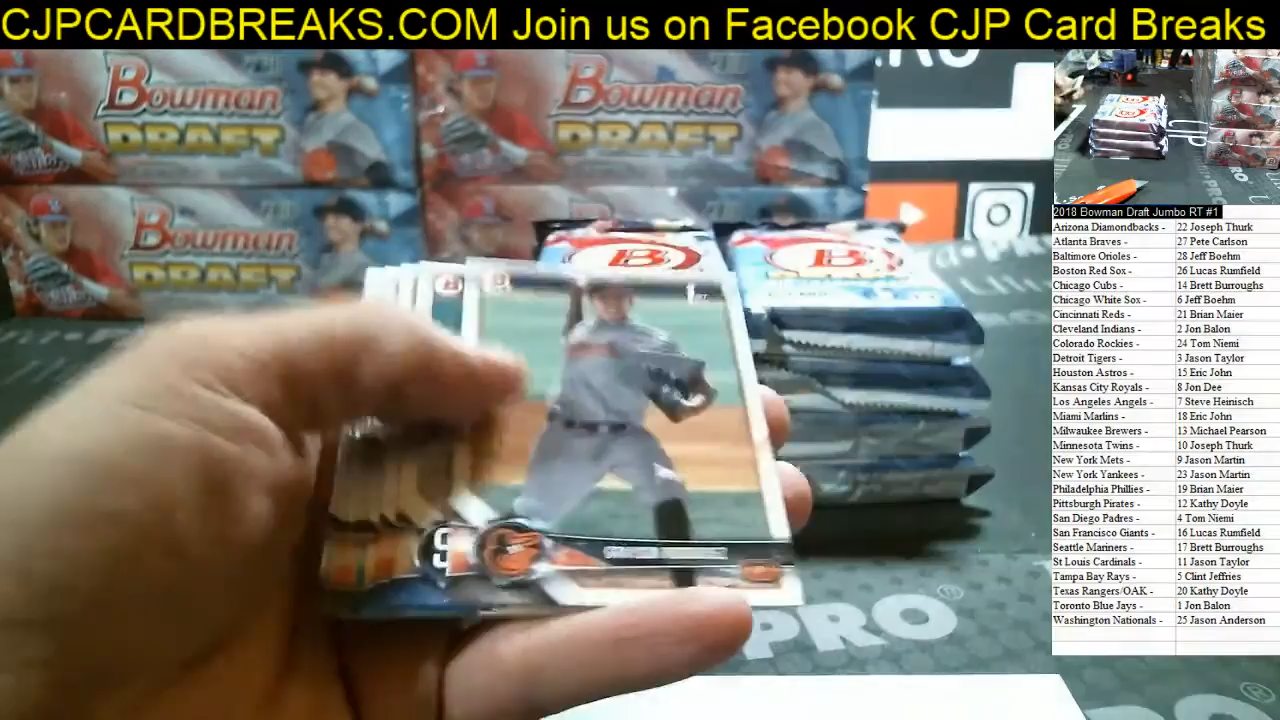 CJPCARDBREAKS.COM Join us on Facebook CJP Card Breaks
Bowman
DRAFT
Bowman
DRAFT
Bowman
DRAFT
B
B
PRO®
CJP
2018 Bowman Draft Jumbo RT #1
Arizona Diamondbacks - 22 Joseph Thurk
Atlanta Braves - 27 Pete Carlson
Baltimore Orioles - 28 Jeff Boehm
Boston Red Sox - 26 Lucas Rumfield
Chicago Cubs - 14 Brett Burroughs
Chicago White Sox - 6 Jeff Boehm
Cincinnati Reds - 21 Brian Maier
Cleveland Indians - 2 Jon Balon
Colorado Rockies - 24 Tom Niemi
Detroit Tigers - 3 Jason Taylor
Houston Astros - 15 Eric John
Kansas City Royals - 8 Jon Dee
Los Angeles Angels - 7 Steve Heinisch
Miami Marlins - 18 Eric John
Milwaukee Brewers - 13 Michael Pearson
Minnesota Twins - 10 Joseph Thurk
New York Mets - 9 Jason Martin
New York Yankees - 23 Jason Martin
Philadelphia Phillies - 19 Brian Maier
Pittsburgh Pirates - 12 Kathy Doyle
San Diego Padres - 4 Tom Niemi
San Francisco Giants - 16 Lucas Rumfield
Seattle Mariners - 17 Brett Burroughs
St Louis Cardinals - 11 Jason Taylor
Tampa Bay Rays - 5 Clint Jeffries
Texas Rangers/OAK - 20 Kathy Doyle
Toronto Blue Jays - 1 Jon Balon
Washington Nationals - 25 Jason Anderson